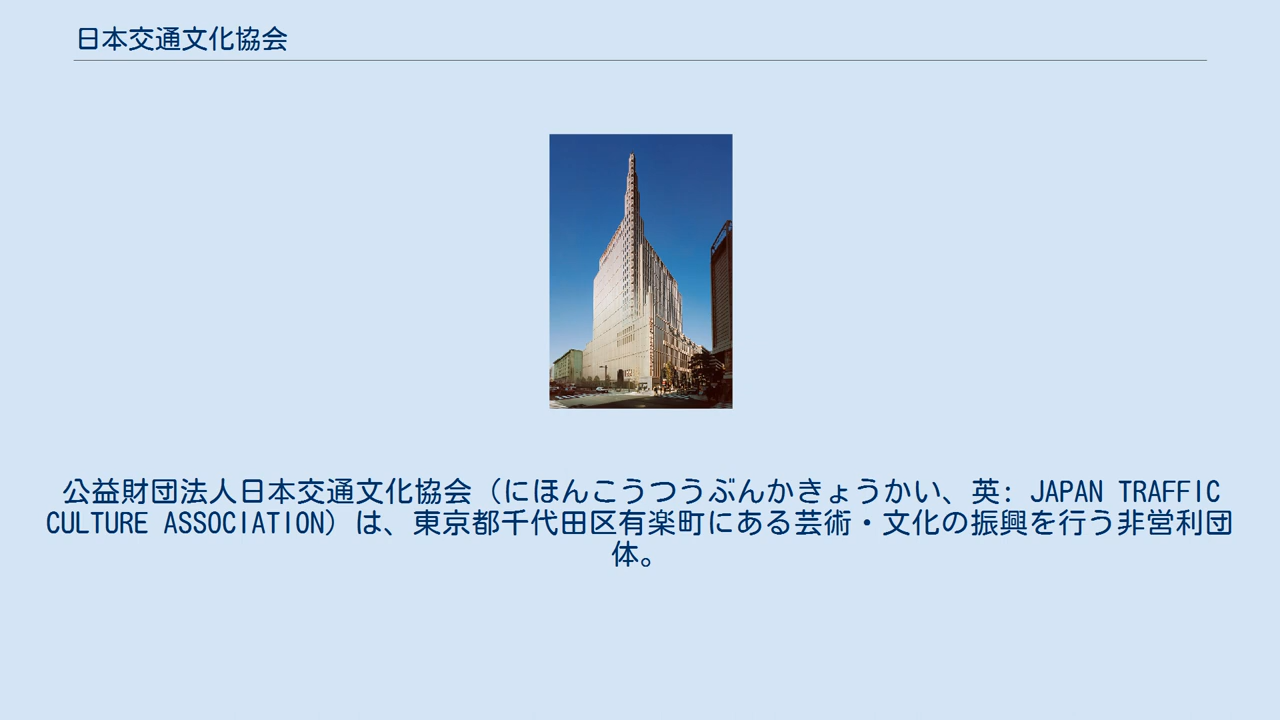 日本交通文化協会
公益財団法人日本交通文化協会（にほんこうつうぶんかきょうかい、英: JAPAN TRAFFIC
CULTURE ASSOCIATION）は、東京都千代田区有楽町にある芸術・文化の振興を行う非営利団
体。